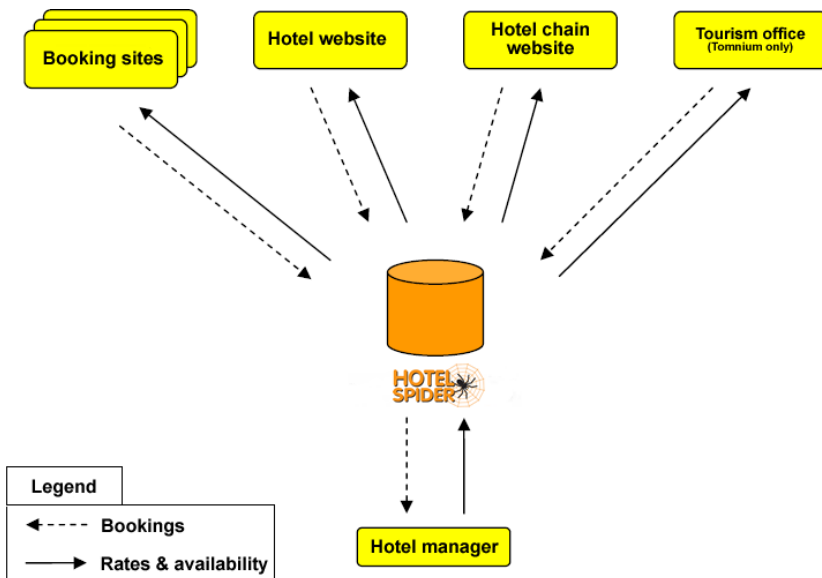 Booking sites
Hotel website
Hotel chain
website
Tourism office
(Tomnium only)
HOTEL
SPIDER
Legend
Bookings
Rates & availability
Hotel manager